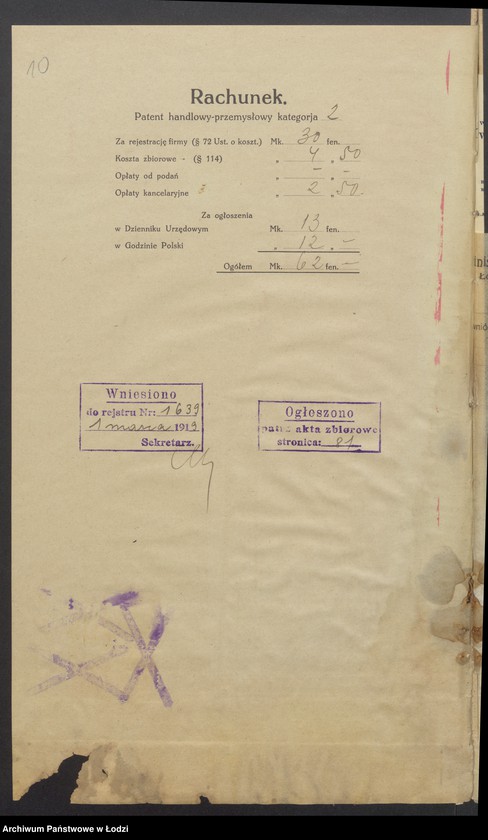 10
Rachunek.
Patent handlowy-przemysłowy kategorja 2
Za rejestrację firmy (§ 72 Ust. o koszt.) Mk. 30 fen.
Koszta zbiorowe - (§ 114) „ 4 „ 50
Opłaty od podań „ — „ —
Opłaty kancelaryjne 3 „ 2 „ 50
Za ogłoszenia
w Dzienniku Urzędowym Mk. 13 fen.
w Godzinie Polski „ 12 „ —
Ogółem Mk. 62 fen. —
Wniesiono
do rejestru Nr: 1639
1 marca 1919
Sekretarz.
Ogłoszono
patrz akta zbiorowe
stronica: 81
Archiwum Państwowe w Łodzi